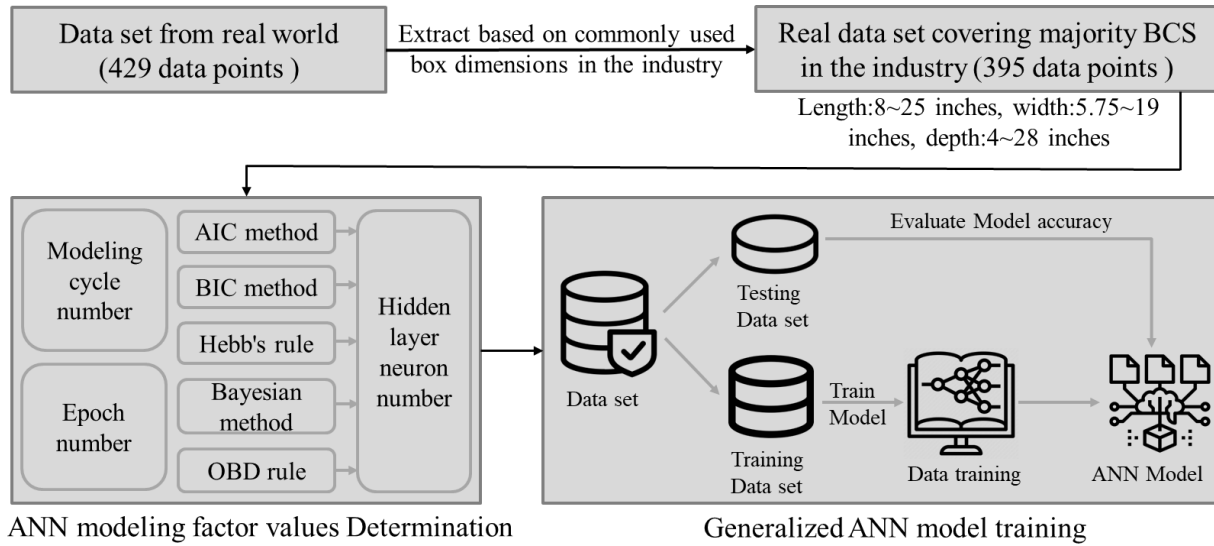 Data set from real world
(429 data points )
Extract based on commonly used
box dimensions in the industry
Real data set covering majority BCS
in the industry (395 data points )
Length:8~25 inches, width:5.75~19
inches, depth:4~28 inches
Modeling
cycle
number
Epoch
number
AIC method
BIC method
Hebb's rule
Bayesian
method
OBD rule
Hidden
layer
neuron
number
ANN modeling factor values Determination
Data set
Testing
Data set
Evaluate Model accuracy
Training
Data set
Train
Model
Data training
ANN Model
Generalized ANN model training